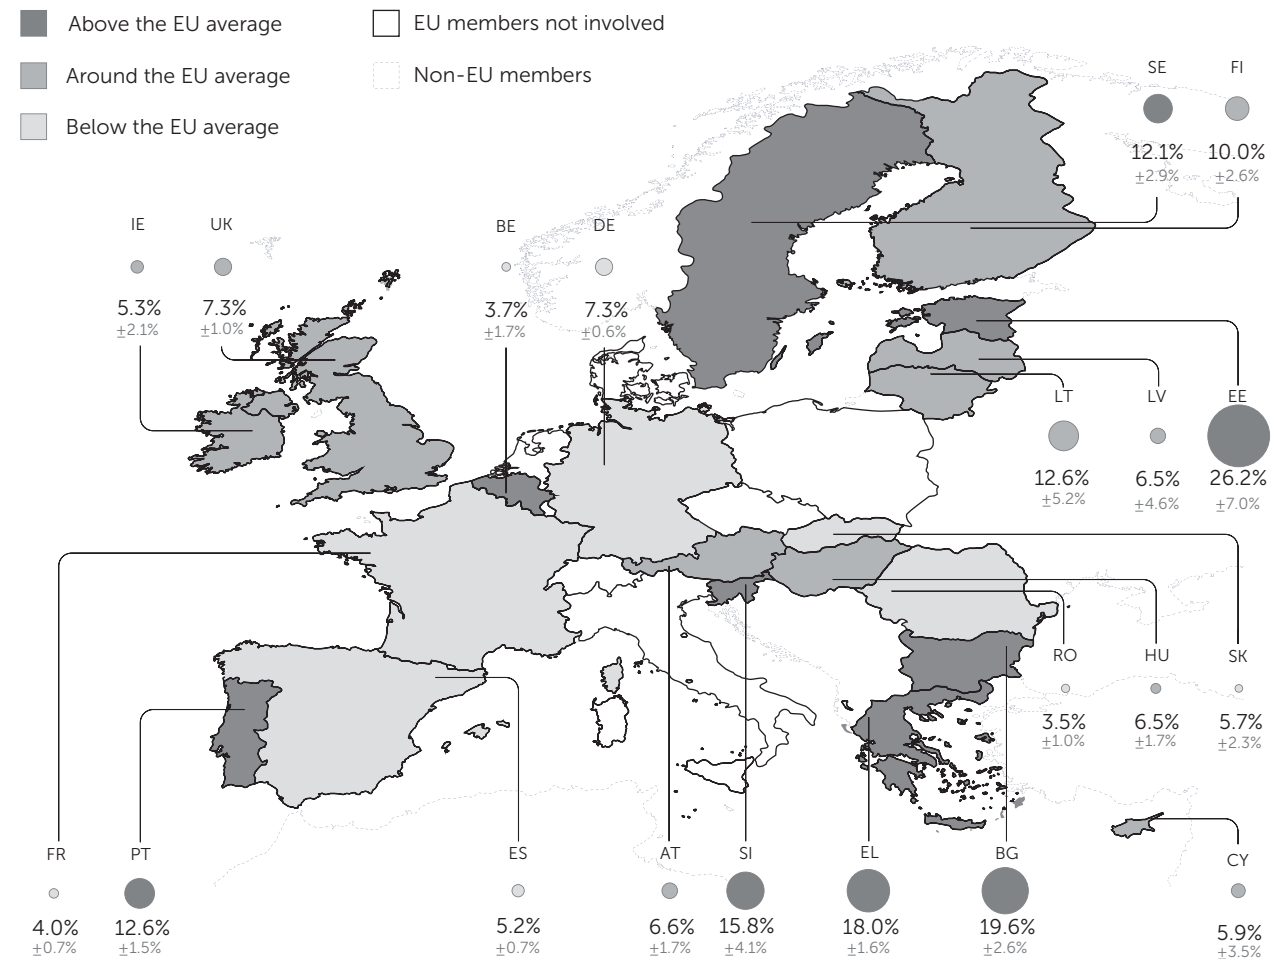 Above the EU average
EU members not involved
Around the EU average
Non-EU members
Below the EU average
SE
FI
12.1%
10.0%
±2.9%
±2.6%
IE
UK
BE
DE
5.3%
7.3%
3.7%
7.3%
±2.1%
±1.0%
±1.7%
±0.6%
LT
LV
EE
12.6%
6.5%
26.2%
±5.2%
±4.6%
±7.0%
RO
HU
SK
3.5%
6.5%
5.7%
±1.0%
±1.7%
±2.3%
FR
PT
ES
AT
SI
EL
BG
CY
4.0%
12.6%
5.2%
6.6%
15.8%
18.0%
19.6%
5.9%
±0.7%
±1.5%
±0.7%
±1.7%
±4.1%
±1.6%
±2.6%
±3.5%